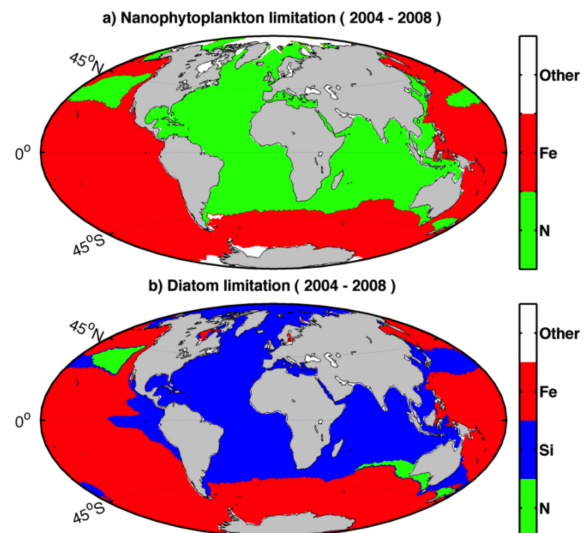 a) Nanophytoplankton limitation ( 2004 - 2008 )
45°N
0°
45°S
Other
Fe
N
b) Diatom limitation ( 2004 - 2008 )
45°N
0°
45°S
Other
Fe
Si
N